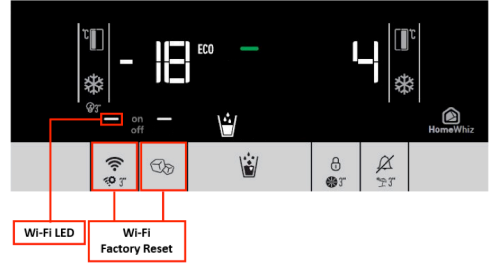 °C
-18 ECO
4
°C
3"
on
off
HomeWhiz
3"
3"
3"
Wi-Fi LED
Wi-Fi
Factory Reset